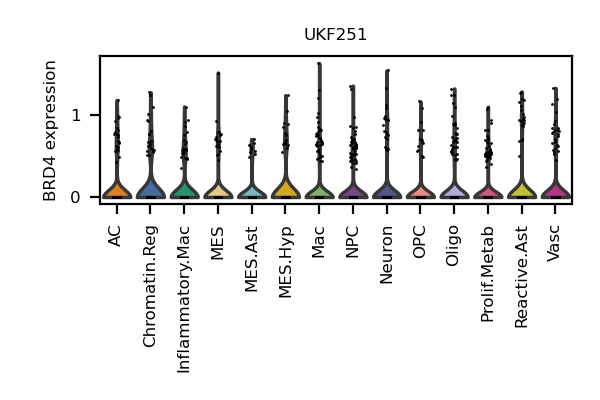 UKF251
BRD4 expression
1
0
AC
Chromatin.Reg
Inflammatory.Mac
MES
MES.Ast
MES.Hyp
Mac
NPC
Neuron
OPC
Oligo
Prolif.Metab
Reactive.Ast
Vasc